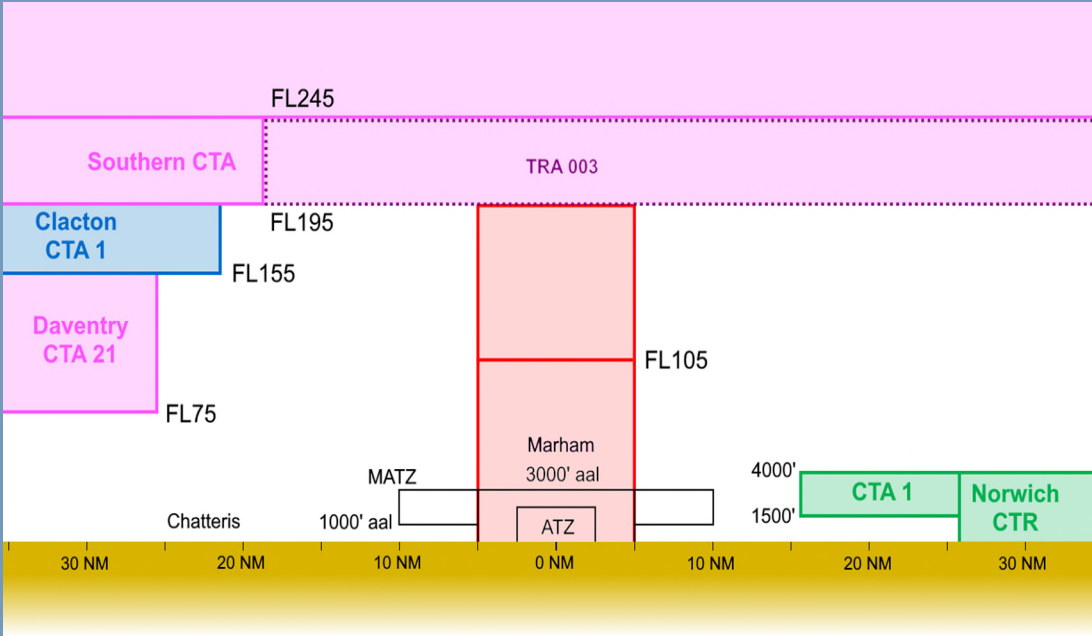 FL245
Southern CTA
TRA 003
Clacton
CTA 1
FL195
FL155
Daventry
CTA 21
FL105
FL75
Marham
3000' aal
MATZ
4000'
CTA 1
Norwich
CTR
1500'
Chatteris
1000' aal
ATZ
30 NM
20 NM
10 NM
0 NM
10 NM
20 NM
30 NM